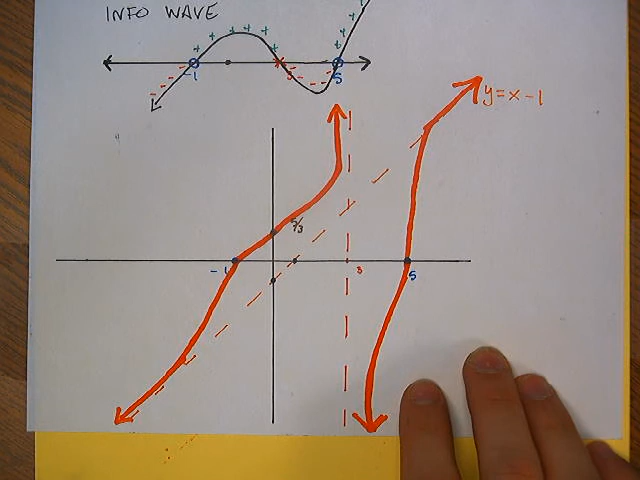 INFO WAVE
+ + + + + + + +
-1 3 5
y=x-1
5/3
-1 3 5